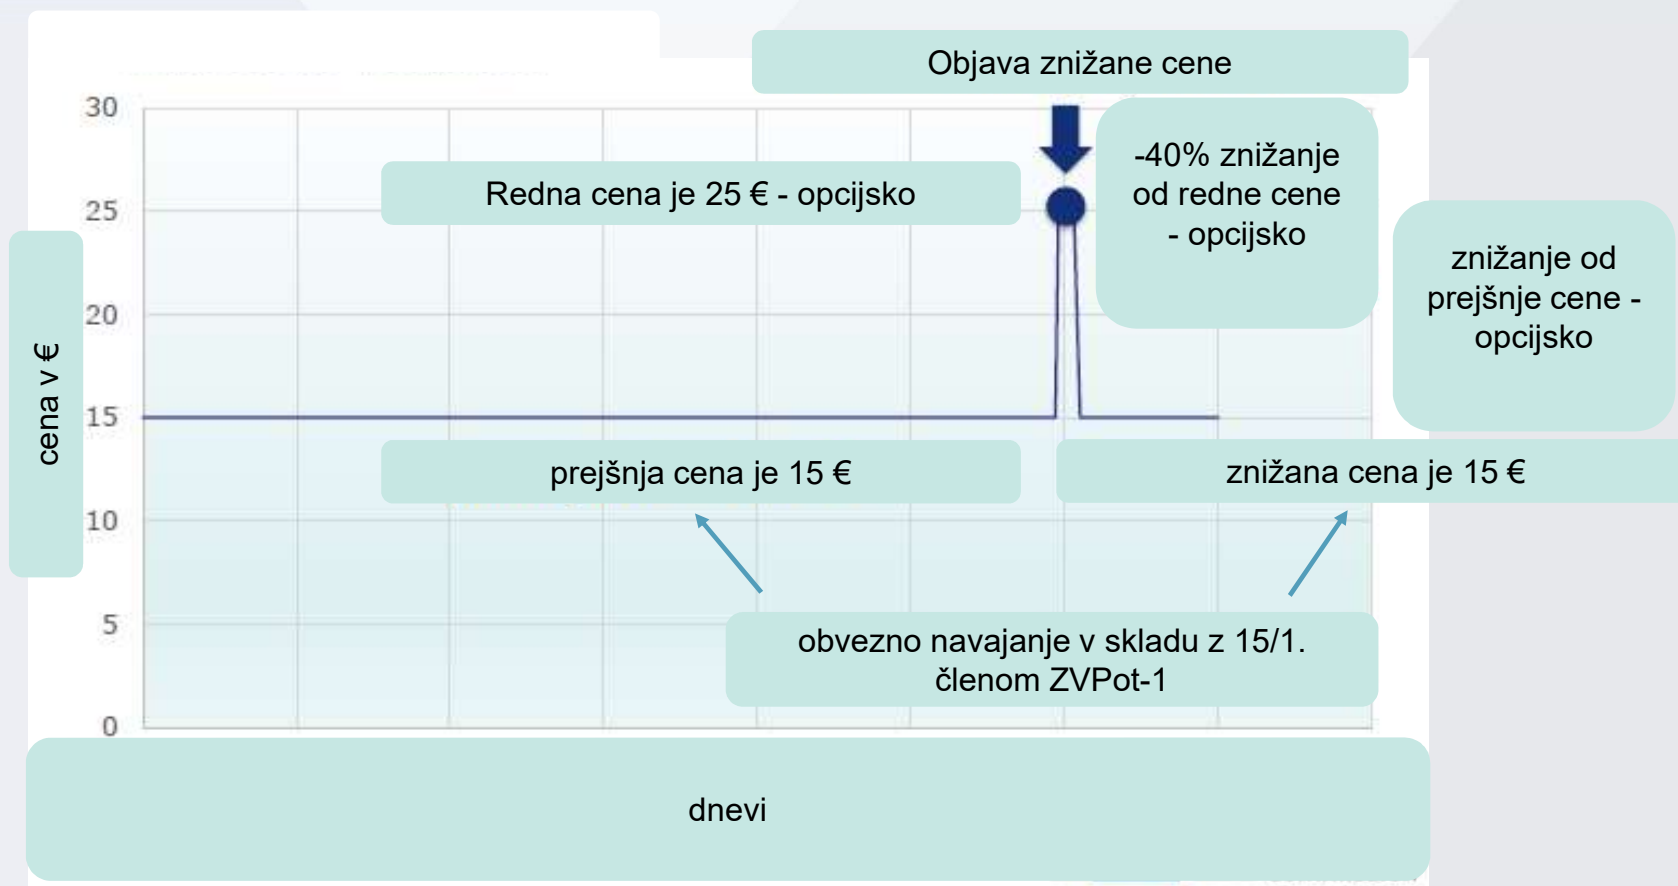 Objava znižane cene
30
-40% znižanje
od redne cene
- opcijsko
Redna cena je 25 € - opcijsko
25
znižanje od
prejšnje cene -
opcijsko
20
cena v €
15
prejšnja cena je 15 €
znižana cena je 15 €
10
5
obvezno navajanje v skladu z 15/1.
členom ZVPot-1
0
dnevi